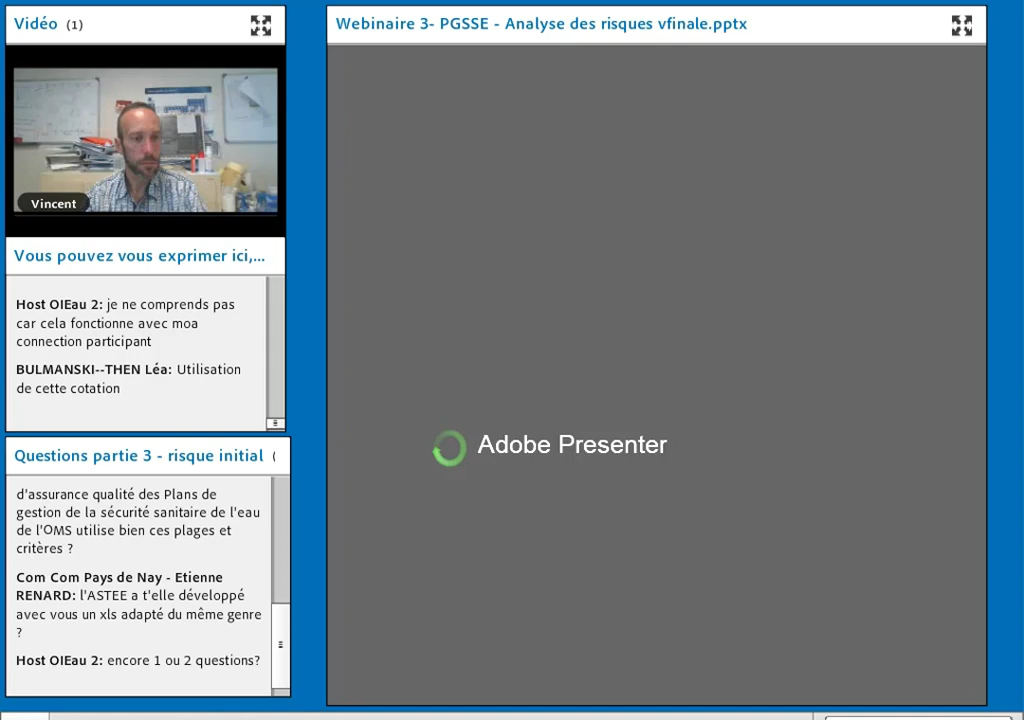 Vidéo (1)
Webinaire 3- PGSSE - Analyse des risques vfinale.pptx
Vincent
Vous pouvez vous exprimer ici,...
Host OIEau 2: je ne comprends pas
car cela fonctionne avec moa
connection participant
BULMANSKI--THEN Léa: Utilisation
de cette cotation
Questions partie 3 - risque initial (
d'assurance qualité des Plans de
gestion de la sécurité sanitaire de l'eau
de l'OMS utilise bien ces plages et
critères ?
Com Com Pays de Nay - Etienne
RENARD: l'ASTEE a t'elle développé
avec vous un xls adapté du même genre
?
Host OIEau 2: encore 1 ou 2 questions?
Adobe Presenter